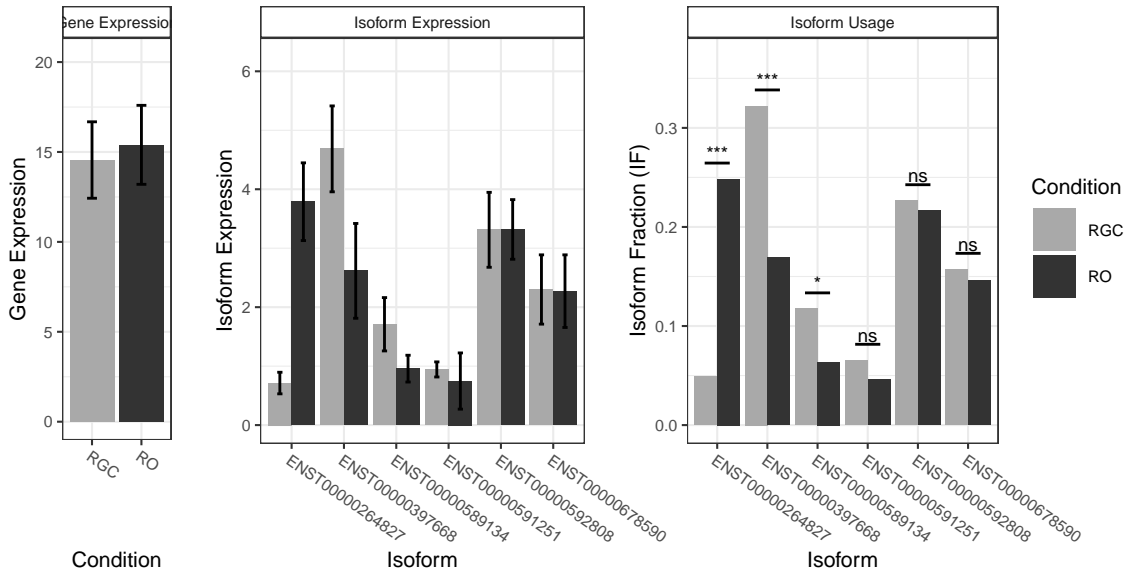 Gene Expression
Isoform Expression
Isoform Usage
Gene Expression
20
15
10
5
0
RGC
RO
Condition
Isoform Expression
6
4
2
0
ENST00000264827
ENST00000397668
ENST00000589134
ENST00000591251
ENST00000592808
ENST00000678590
Isoform
Isoform Fraction (IF)
0.3
0.2
0.1
0.0
***
***
*
ns
ns
ns
ENST00000264827
ENST00000397668
ENST00000589134
ENST00000591251
ENST00000592808
ENST00000678590
Isoform
Condition
RGC
RO